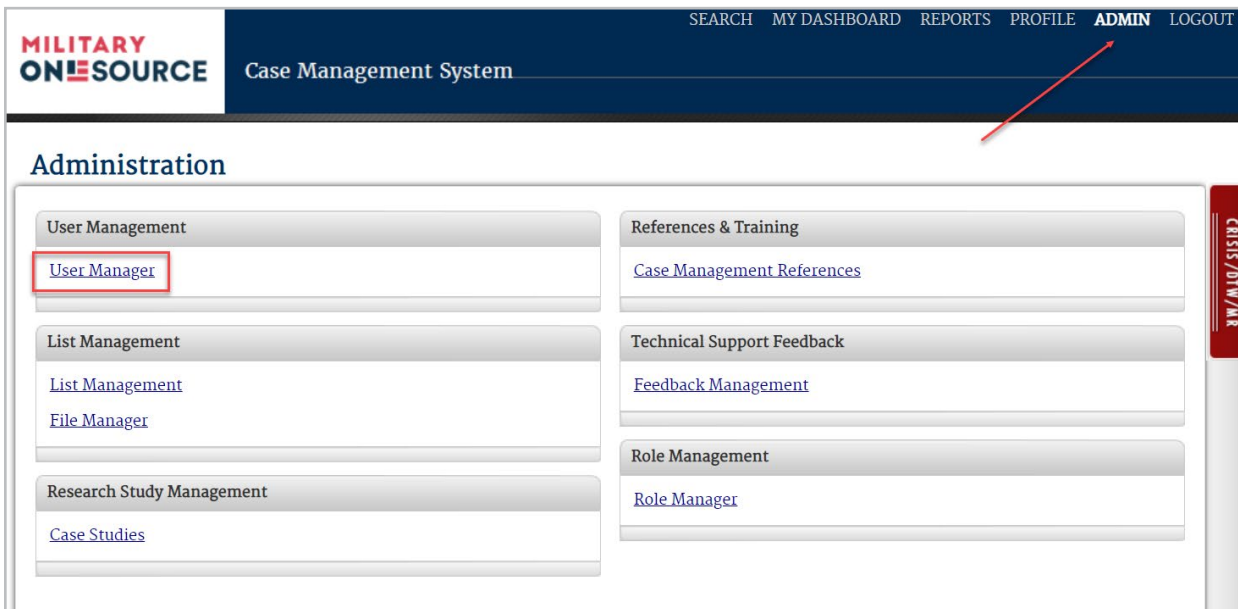 SEARCH MY DASHBOARD REPORTS PROFILE ADMIN LOGOUT
MILITARY
ONESOURCE
Case Management System
Administration
User Management
User Manager
List Management
List Management
File Manager
Research Study Management
Case Studies
References & Training
Case Management References
Technical Support Feedback
Feedback Management
Role Management
Role Manager
CRISIS/DTW/MR